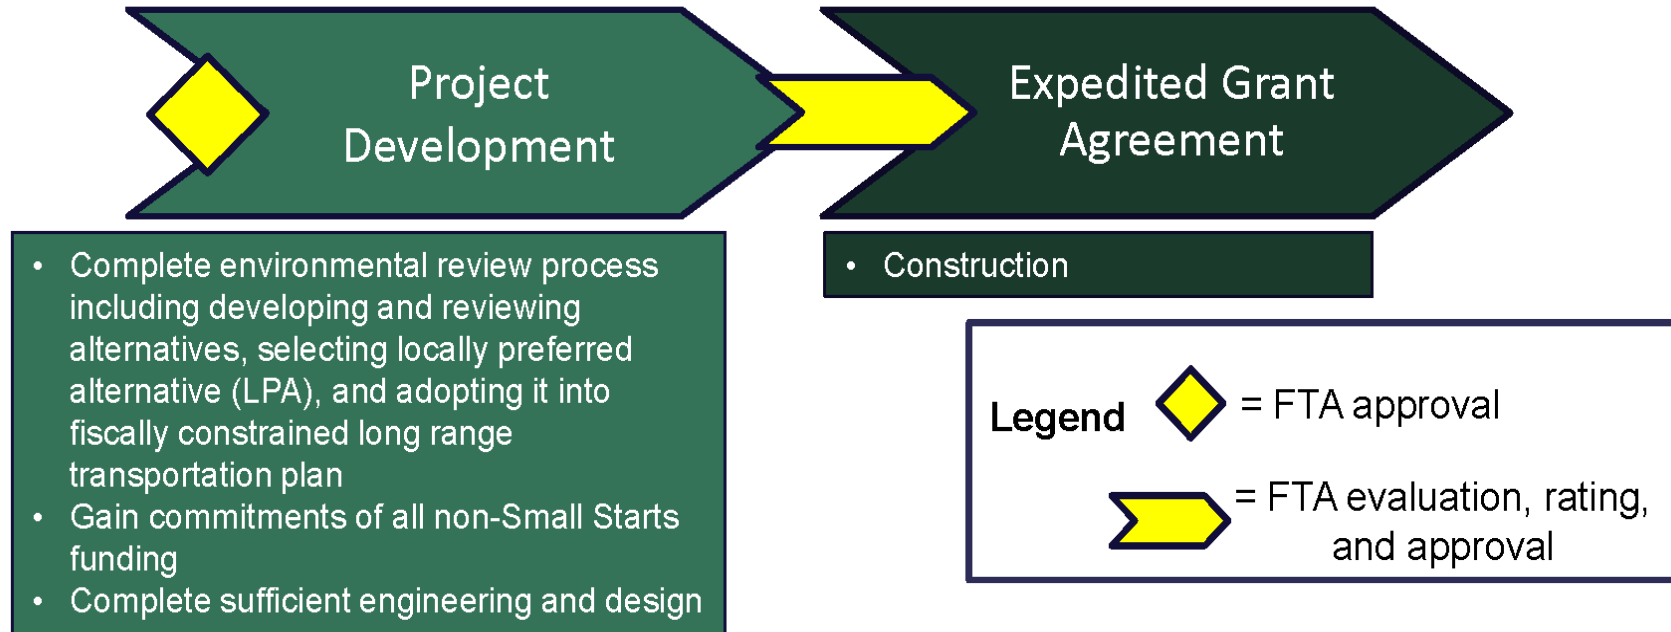 Project
Development
Expedited Grant
Agreement
• Complete environmental review process
including developing and reviewing
alternatives, selecting locally preferred
alternative (LPA), and adopting it into
fiscally constrained long range
transportation plan
• Gain commitments of all non-Small Starts
funding
• Complete sufficient engineering and design
• Construction
Legend
= FTA approval
= FTA evaluation, rating,
and approval